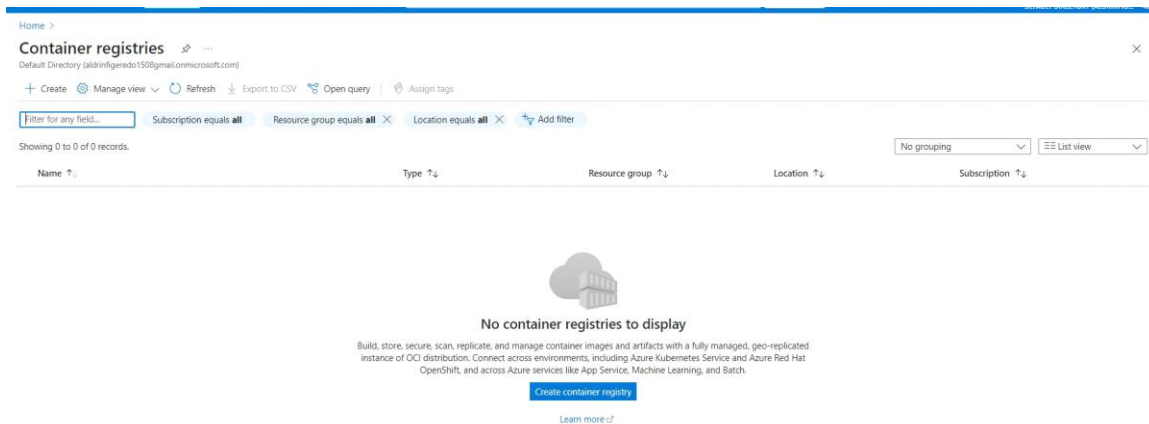 Home >
Container registries ...
Default Directory (aldrinfigeredo1508gmail.onmicrosoft.com)
+ Create Manage view Refresh Export to CSV Open query Assign tags
Filter for any field... Subscription equals all Resource group equals all Location equals all Add filter
Showing 0 to 0 of 0 records.
No grouping List view
Name Type Resource group Location Subscription
No container registries to display
Build, store, secure, scan, replicate, and manage container images and artifacts with a fully managed, geo-replicated
instance of OCI distribution. Connect across environments, including Azure Kubernetes Service and Azure Red Hat
OpenShift, and across Azure services like App Service, Machine Learning, and Batch.
Create container registry
Learn more